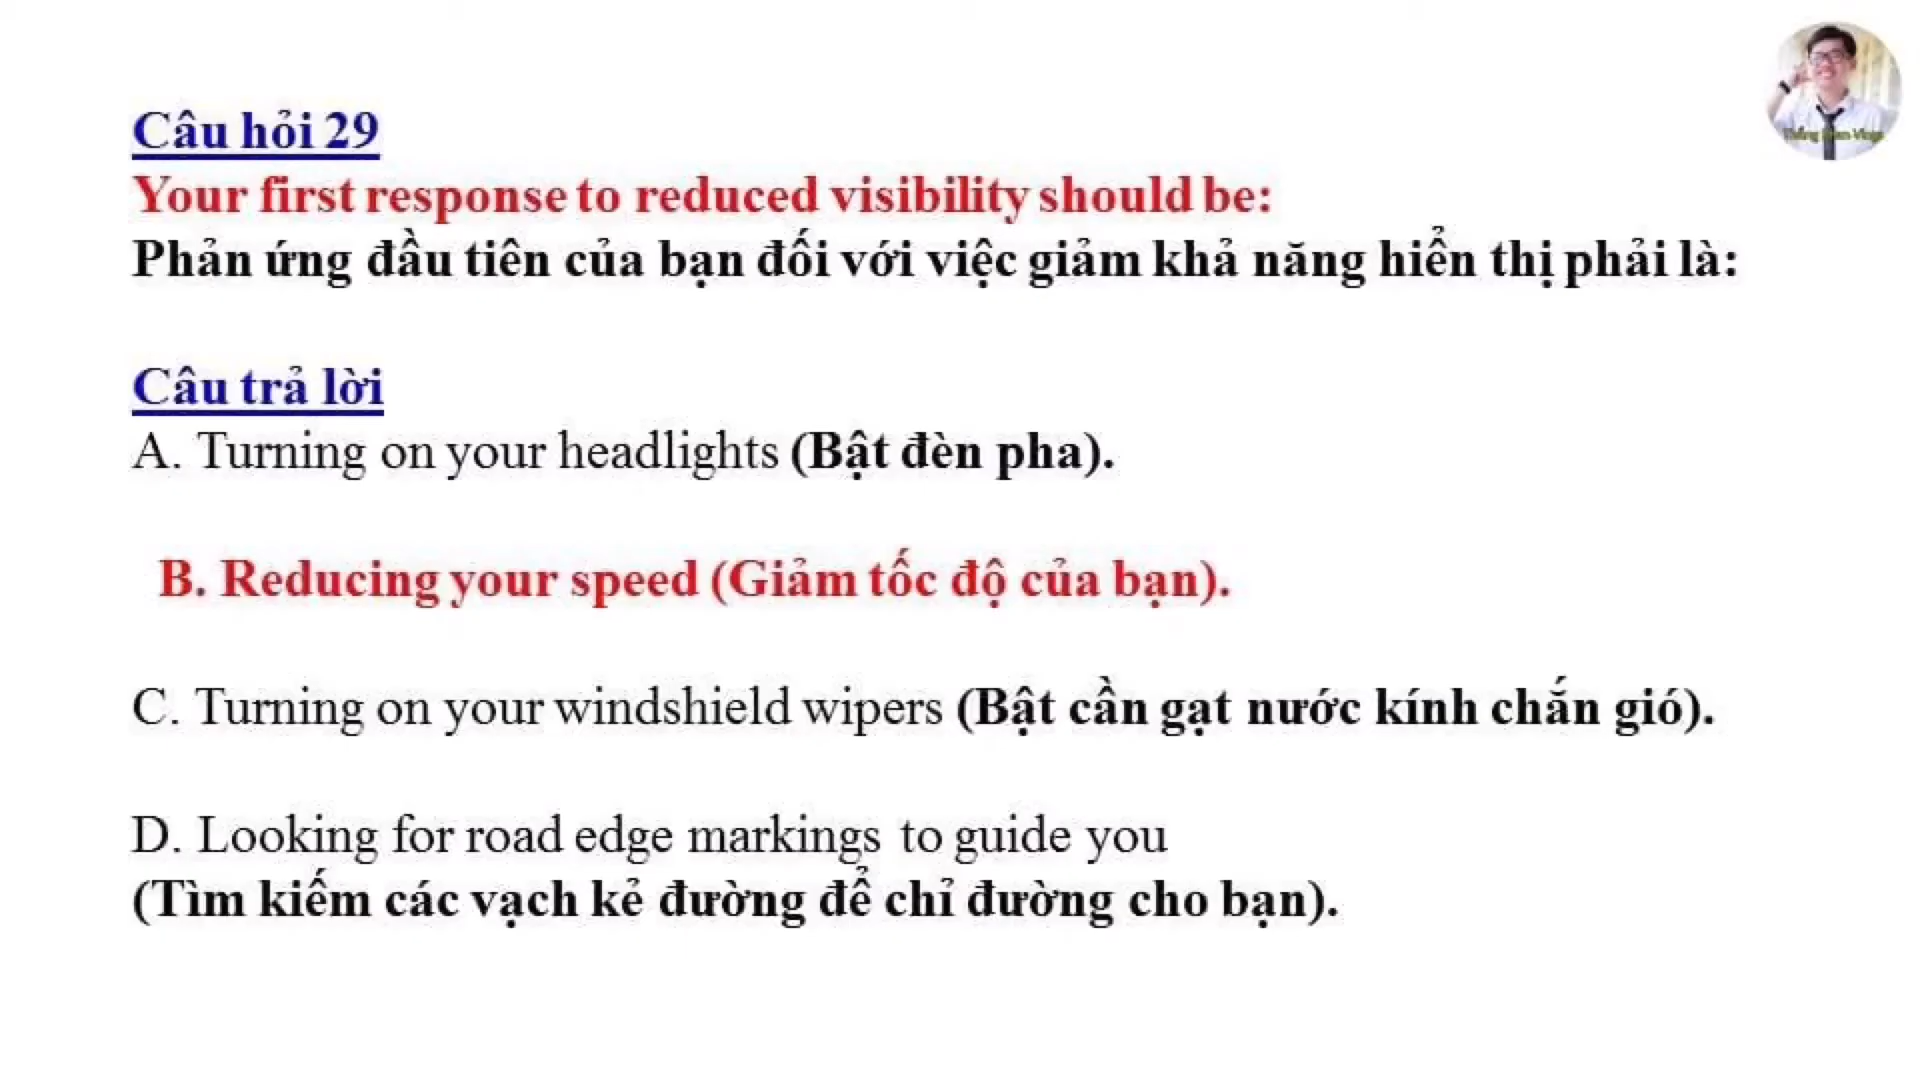 Câu hỏi 29
Your first response to reduced visibility should be:
Phản ứng đầu tiên của bạn đối với việc giảm khả năng hiển thị phải là:
Câu trả lời
A. Turning on your headlights (Bật đèn pha).
B. Reducing your speed (Giảm tốc độ của bạn).
C. Turning on your windshield wipers (Bật cần gạt nước kính chắn gió).
D. Looking for road edge markings to guide you
(Tìm kiếm các vạch kẻ đường để chỉ đường cho bạn).